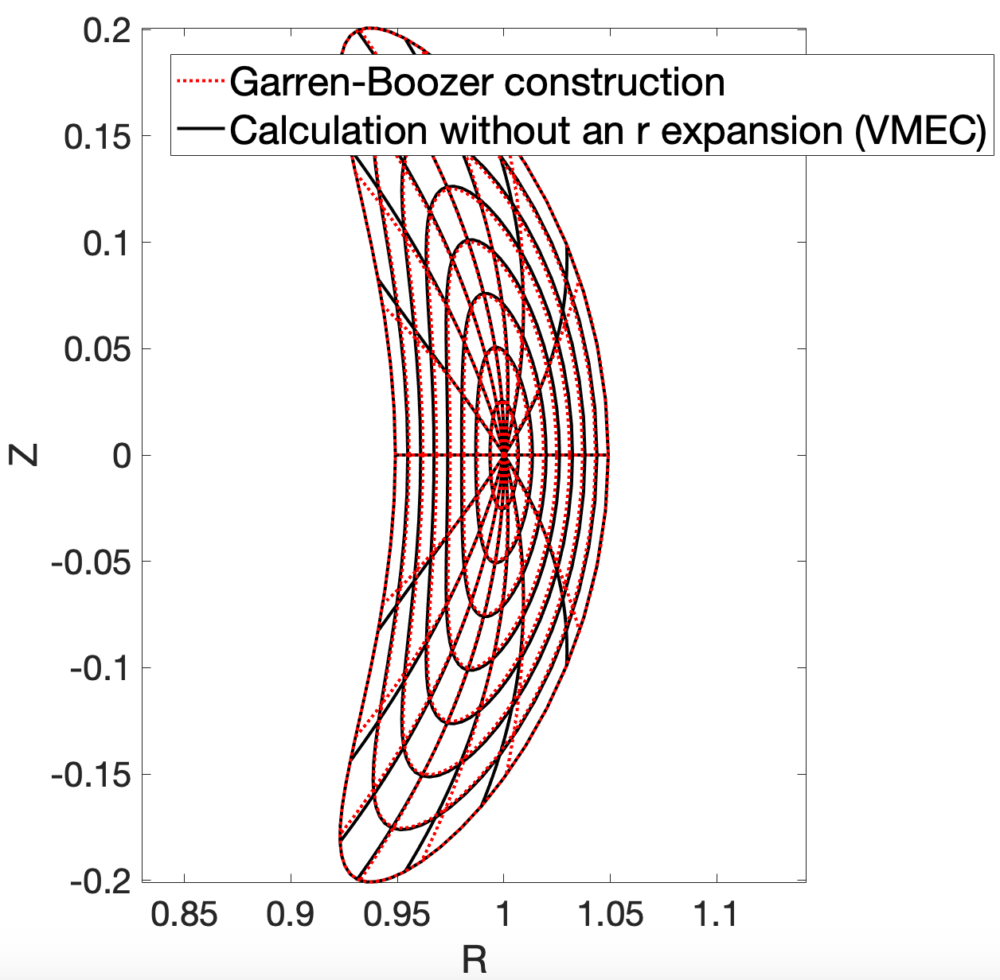 0.2
Garren-Boozer construction
Calculation without an r expansion (VMEC)
0.15
0.1
0.05
Z
0
-0.05
-0.1
-0.15
-0.2
0.85 0.9 0.95 1 1.05 1.1
R